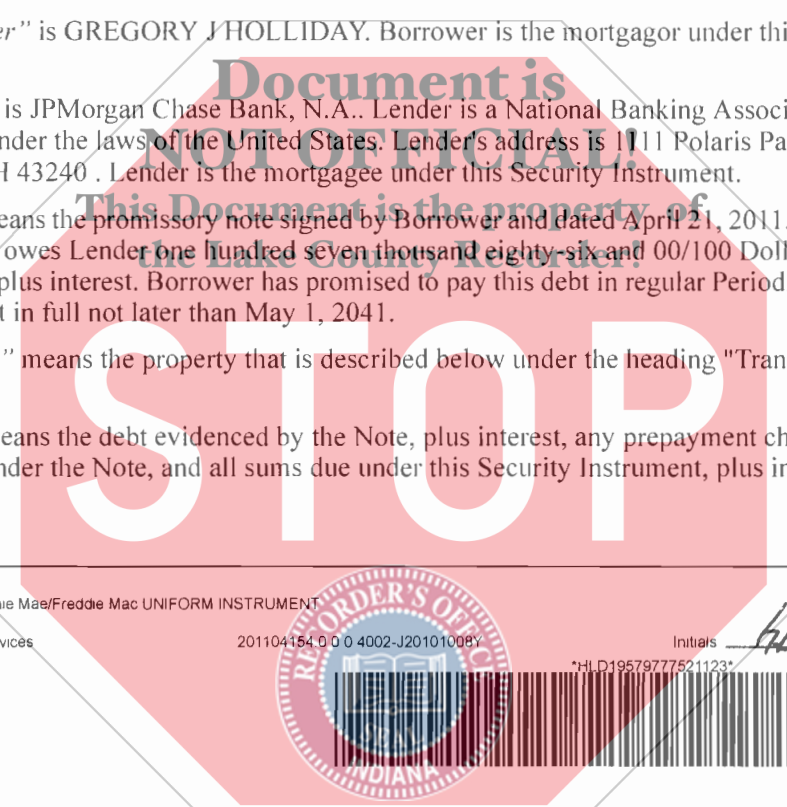 er" is GREGORY J HOLLIDAY. Borrower is the mortgagor under thi
Document is
is JPMorgan Chase Bank, N.A.. Lender is a National Banking Associ
nder the laws of the United States. Lender's address is 1111 Polaris Pa
NOT OFFICIAL!
H 43240 . Lender is the mortgagee under this Security Instrument.
This Document is the property of
eans the promissory note signed by Borrower and dated April 21, 2011.
owes Lender one hundred seven thousand eighty-six and 00/100 Doll
the Lake County Recorder!
plus interest. Borrower has promised to pay this debt in regular Period
t in full not later than May 1, 2041.
" means the property that is described below under the heading "Tran
STOP
eans the debt evidenced by the Note, plus interest, any prepayment ch
nder the Note, and all sums due under this Security Instrument, plus in
nie Mae/Freddie Mac UNIFORM INSTRUMENT
RECORDER'S OFFICE
vices 201104154.0.0.0.4002-J20101008Y Initials
*HLD19579777521123*
SEAL
INDIANA